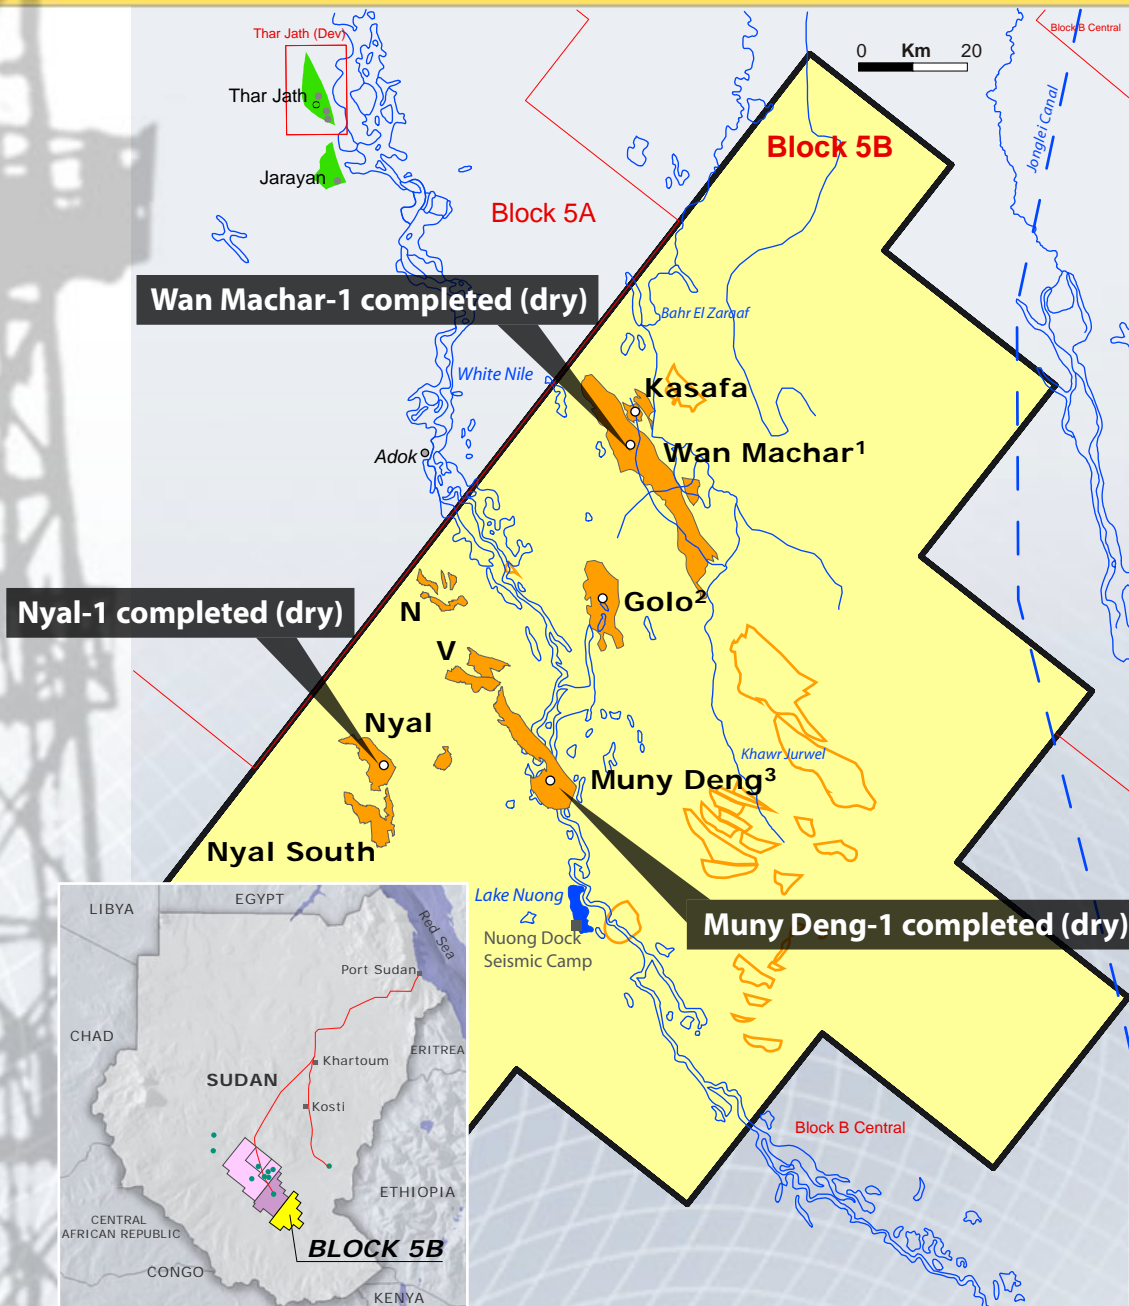 Thar Jath (Dev)
Block B Central
0 Km 20
Thar Jath
Jonglei Canal
Block 5B
Jarayan
Block 5A
Wan Machar-1 completed (dry)
Bahr El Zaraaf
White Nile
Kasafa
Adok
Wan Machar¹
Nyal-1 completed (dry)
N
Golo²
V
Nyal
Khawr Jurwel
Muny Deng³
Nyal South
Lake Nuong
Muny Deng-1 completed (dry)
Nuong Dock
Seismic Camp
LIBYA
EGYPT
Red Sea
Port Sudan
CHAD
ERITREA
Khartoum
SUDAN
Kosti
Block B Central
ETHIOPIA
CENTRAL
AFRICAN REPUBLIC
BLOCK 5B
CONGO
KENYA